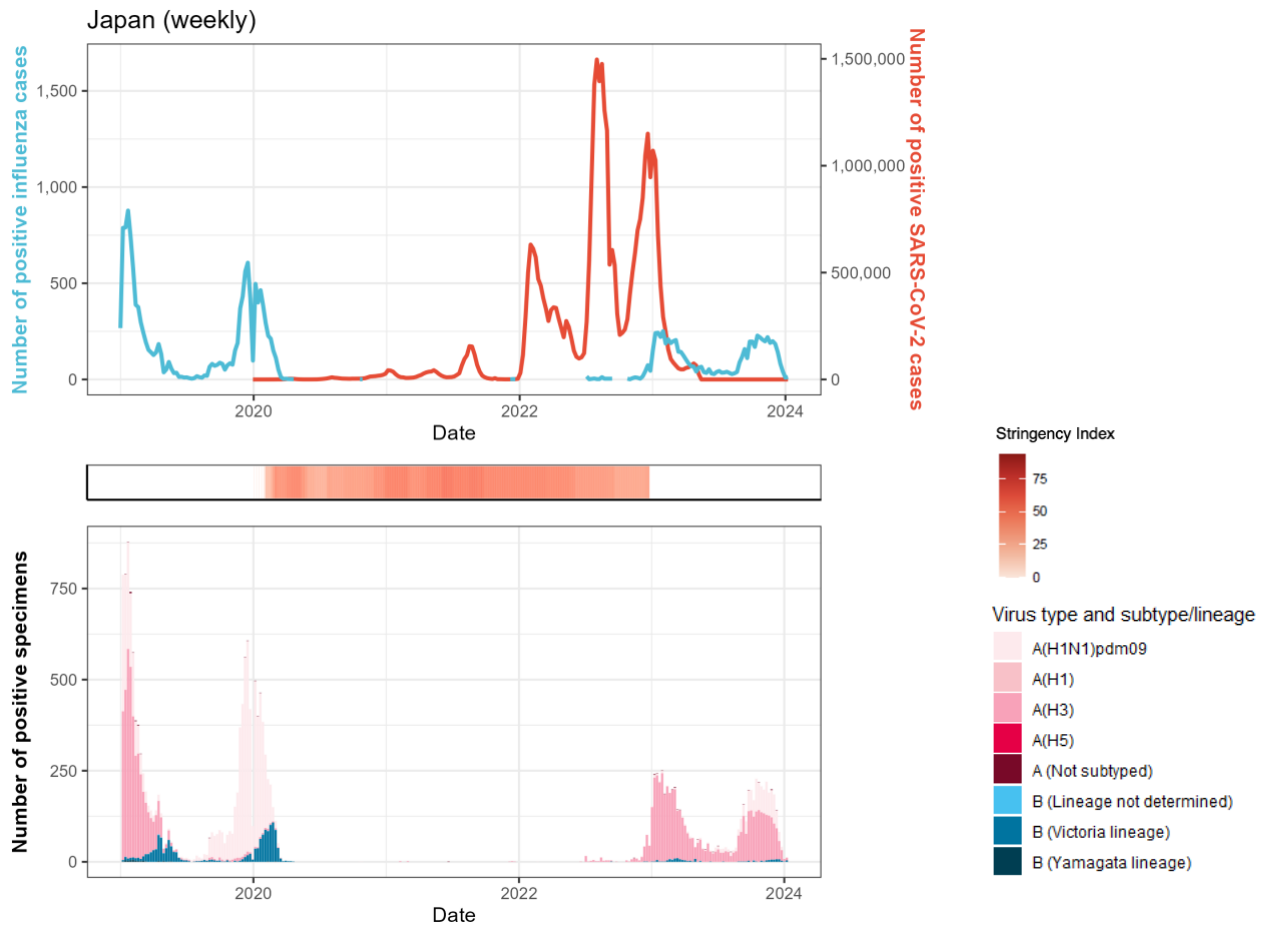 Japan (weekly)
Number of positive influenza cases
1,500
1,000
500
0
1,500,000
1,000,000
500,000
0
Number of positive SARS-CoV-2 cases
2020
2022
2024
Date
Number of positive specimens
750
500
250
0
2020
2022
2024
Date
Stringency Index
75
50
25
0
Virus type and subtype/lineage
A(H1N1)pdm09
A(H1)
A(H3)
A(H5)
A (Not subtyped)
B (Lineage not determined)
B (Victoria lineage)
B (Yamagata lineage)